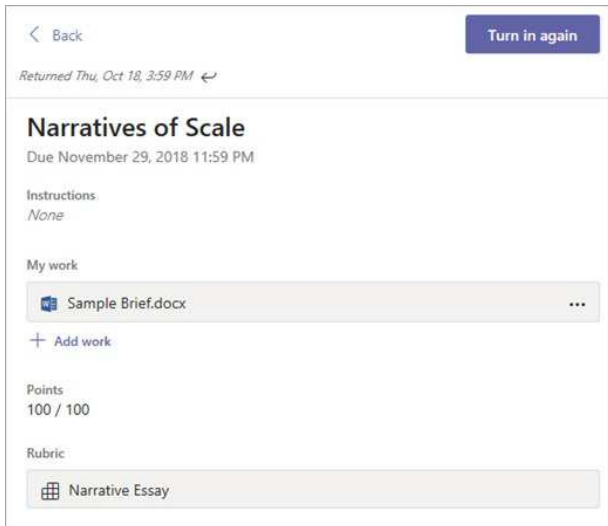 Back
Turn in again
Returned Thu, Oct 18, 3:59 PM
Narratives of Scale
Due November 29, 2018 11:59 PM
Instructions
None
My work
Sample Brief.docx
+ Add work
Points
100 / 100
Rubric
Narrative Essay